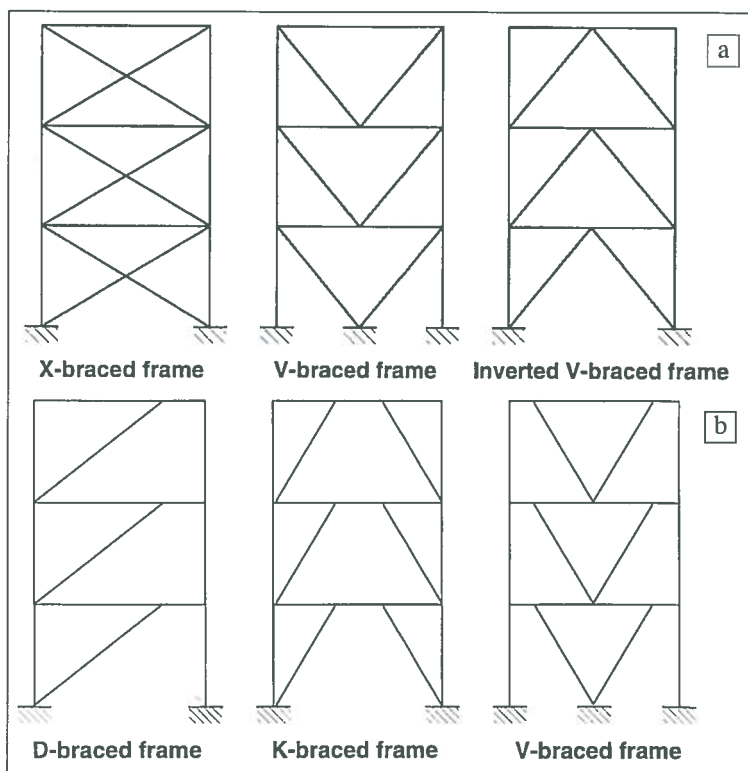 a
X-braced frame
V-braced frame
Inverted V-braced frame
b
D-braced frame
K-braced frame
V-braced frame